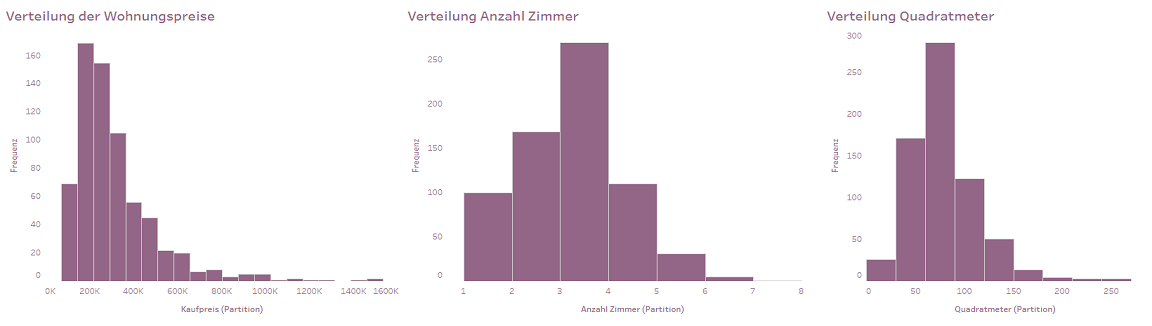 Verteilung der Wohnungspreise
160
140
120
100
80
60
40
20
0
Frequenz
0K 200K 400K 600K 800K 1000K 1200K 1400K 1600K
Kaufpreis (Partition)
Verteilung Anzahl Zimmer
250
200
150
100
50
0
Frequenz
1 2 3 4 5 6 7 8
Anzahl Zimmer (Partition)
Verteilung Quadratmeter
300
250
200
150
100
50
0
Frequenz
0 50 100 150 200 250
Quadratmeter (Partition)